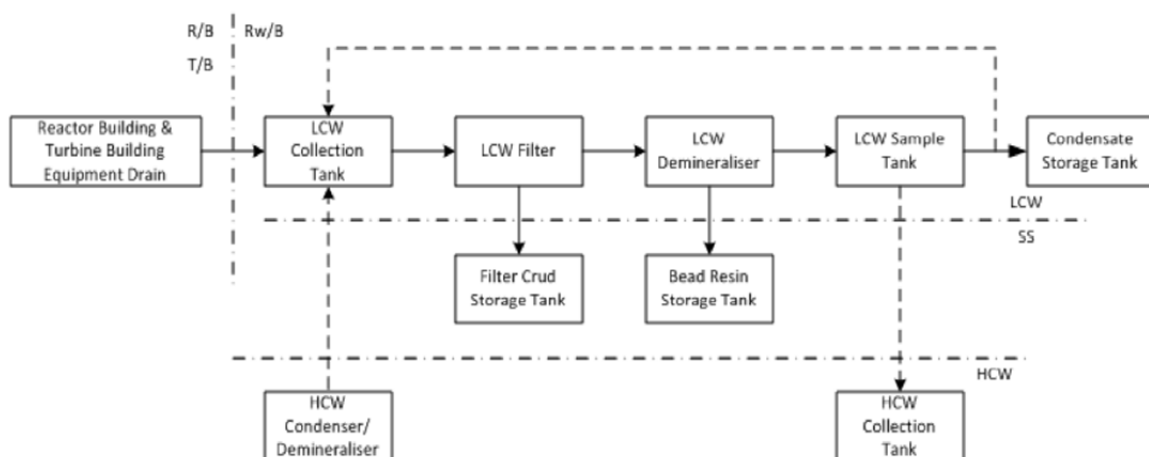 R/B
Rw/B
T/B
Reactor Building &
Turbine Building
Equipment Drain
LCW
Collection
Tank
LCW Filter
LCW
Demineraliser
LCW Sample
Tank
Condensate
Storage Tank
LCW
SS
Filter Crud
Storage Tank
Bead Resin
Storage Tank
HCW
HCW
Condenser/
Demineraliser
HCW
Collection
Tank